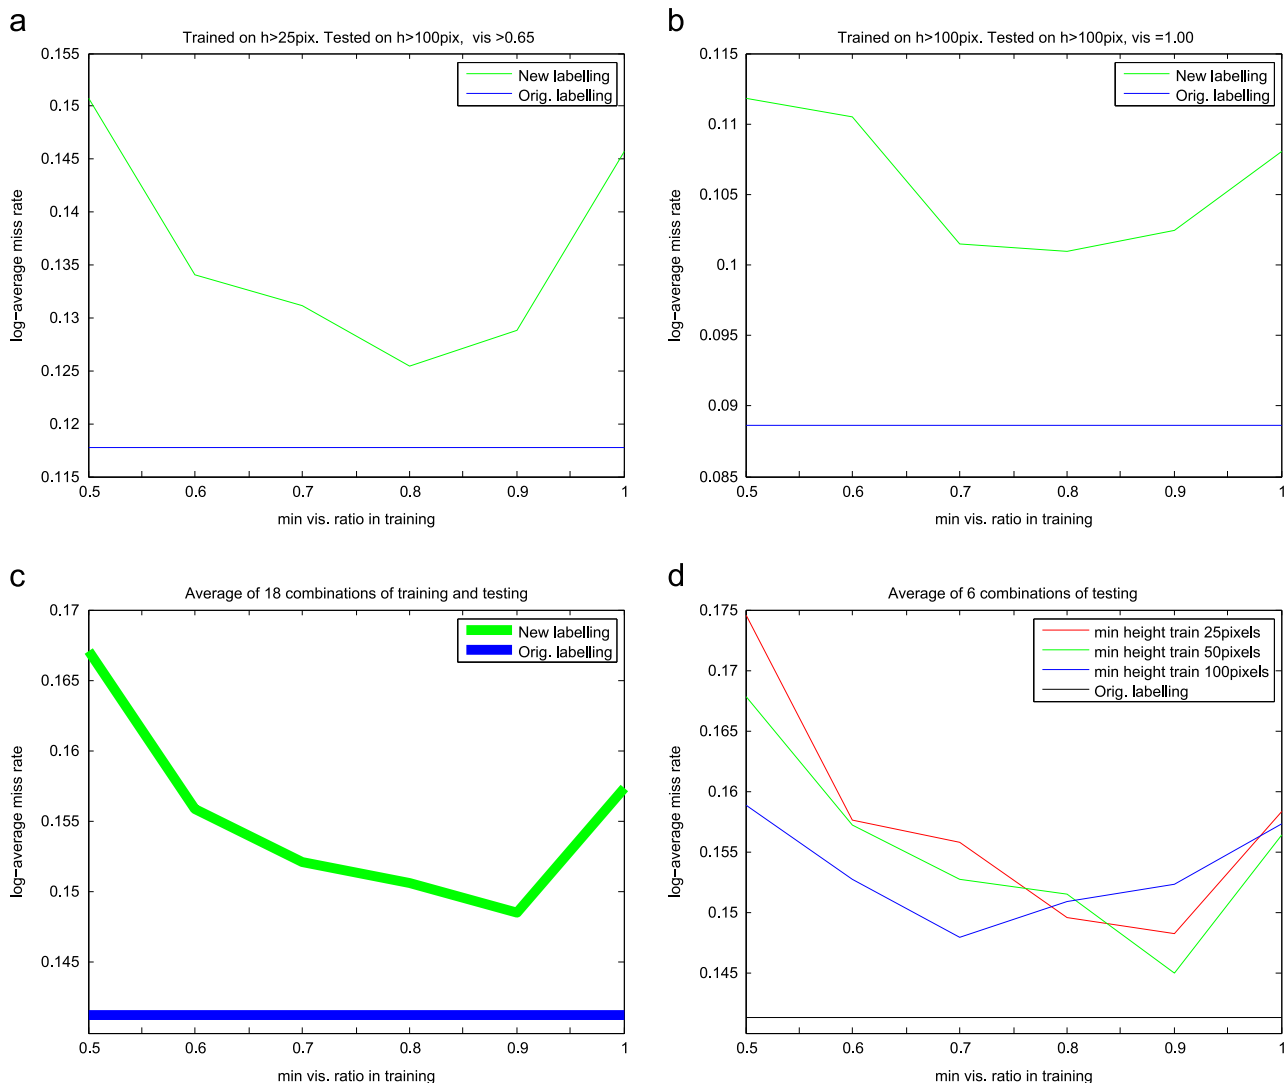 a
Trained on h>25pix. Tested on h>100pix, vis >0.65
0.155
0.15
0.145
0.14
0.135
0.13
0.125
0.12
0.115
log-average miss rate
New labelling
Orig. labelling
0.5 0.6 0.7 0.8 0.9 1
min vis. ratio in training
b
Trained on h>100pix. Tested on h>100pix, vis =1.00
0.115
0.11
0.105
0.1
0.095
0.09
0.085
log-average miss rate
New labelling
Orig. labelling
0.5 0.6 0.7 0.8 0.9 1
min vis. ratio in training
c
Average of 18 combinations of training and testing
0.17
0.165
0.16
0.155
0.15
0.145
log-average miss rate
New labelling
Orig. labelling
0.5 0.6 0.7 0.8 0.9 1
min vis. ratio in training
d
Average of 6 combinations of testing
0.175
0.17
0.165
0.16
0.155
0.15
0.145
log-average miss rate
min height train 25pixels
min height train 50pixels
min height train 100pixels
Orig. labelling
0.5 0.6 0.7 0.8 0.9 1
min vis. ratio in training